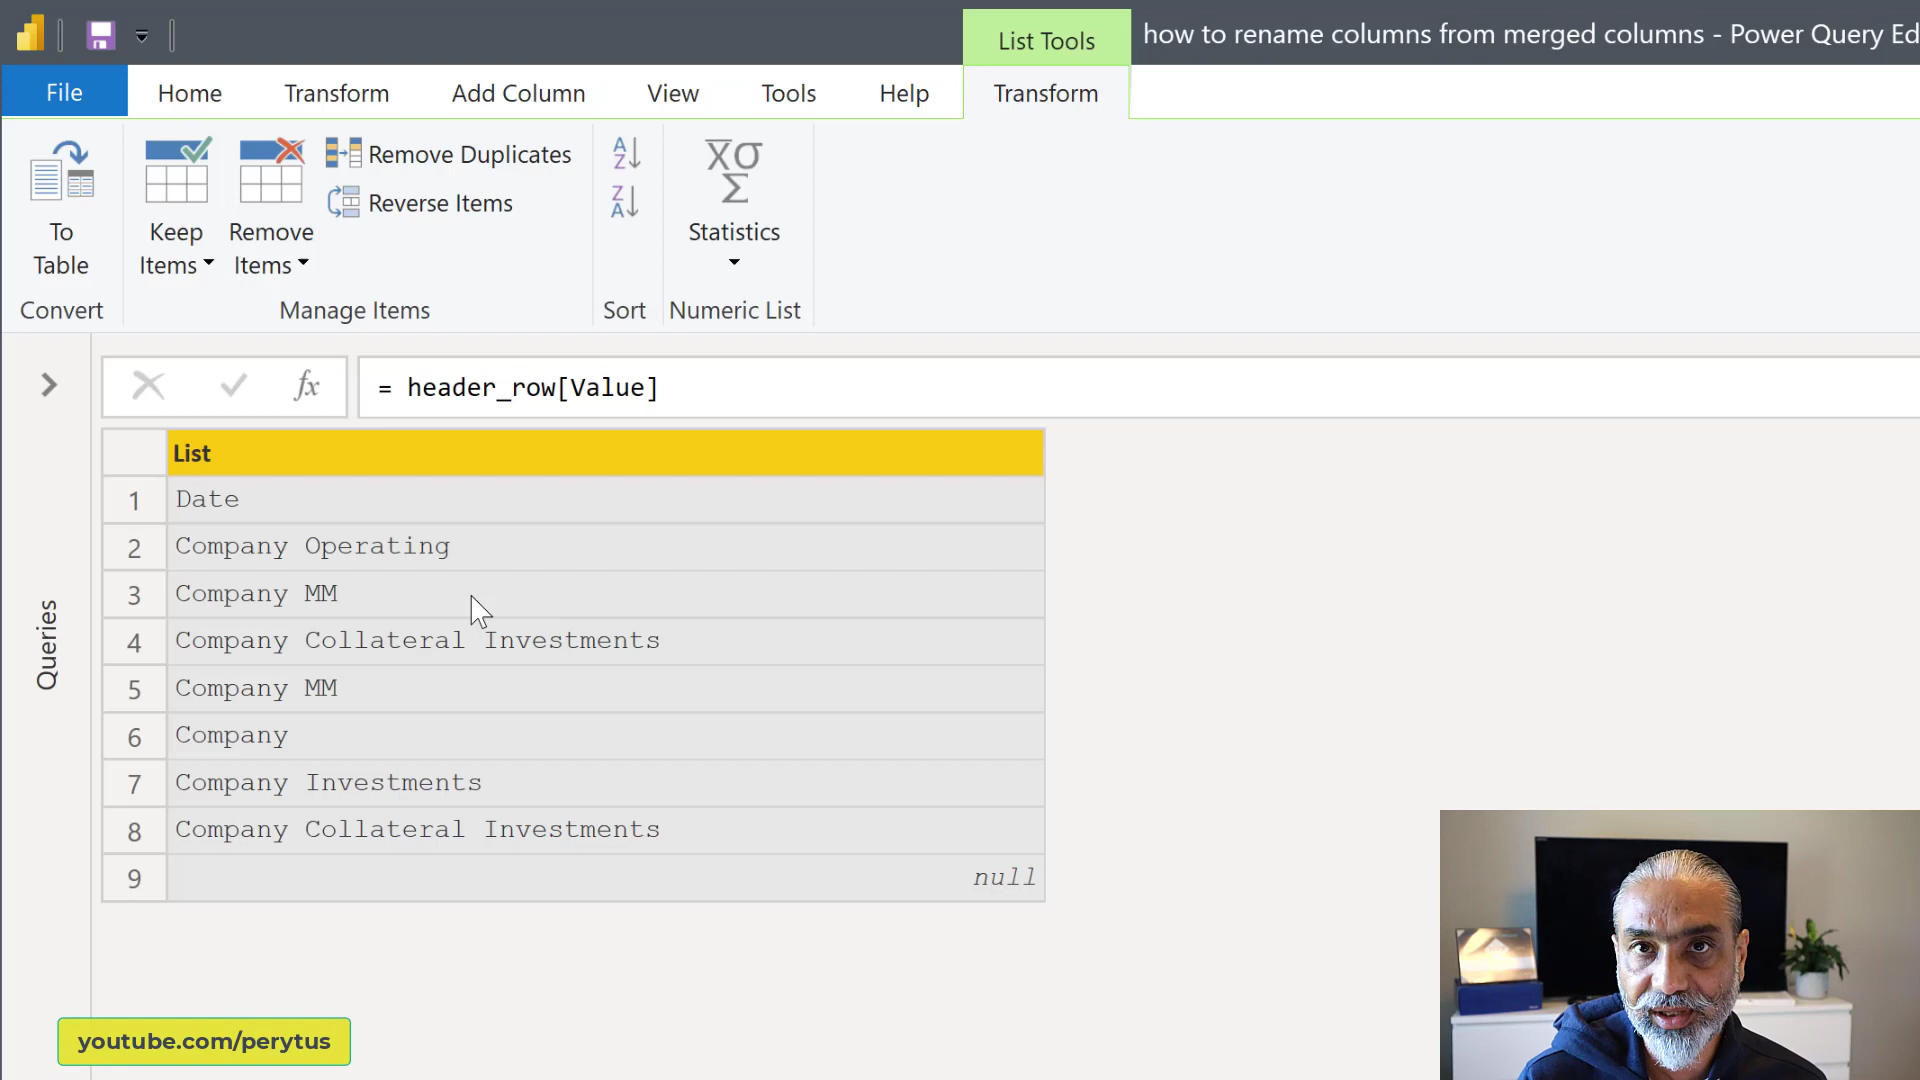 List Tools
how to rename columns from merged columns - Power Query Ed
File
Home
Transform
Add Column
View
Tools
Help
Transform
To Table
Keep Items
Remove Items
Remove Duplicates
Reverse Items
A Z
Z A
X̅σ
Σ
Statistics
Convert
Manage Items
Sort
Numeric List
fx
= header_row[Value]
Queries
List
1 Date
2 Company Operating
3 Company MM
4 Company Collateral Investments
5 Company MM
6 Company
7 Company Investments
8 Company Collateral Investments
9 null
youtube.com/perytus